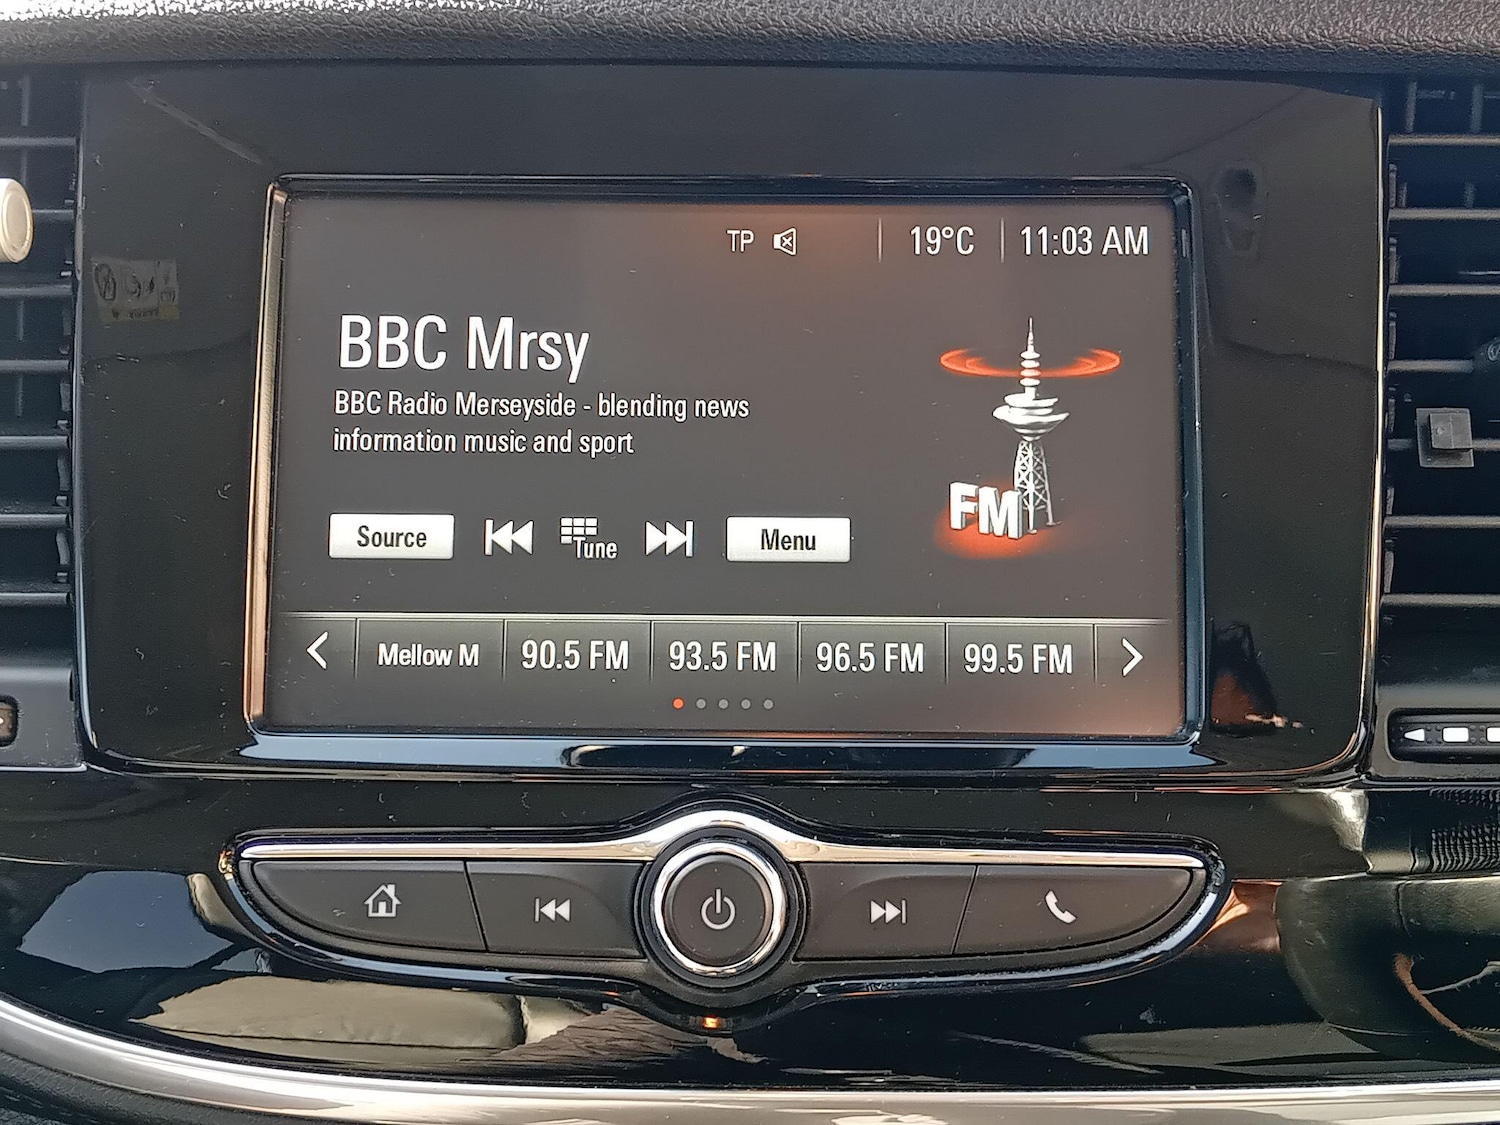 TP 19°C 11:03 AM
BBC Mrsy
BBC Radio Merseyside - blending news
information music and sport
FM
Source Tune Menu
Mellow M 90.5 FM 93.5 FM 96.5 FM 99.5 FM